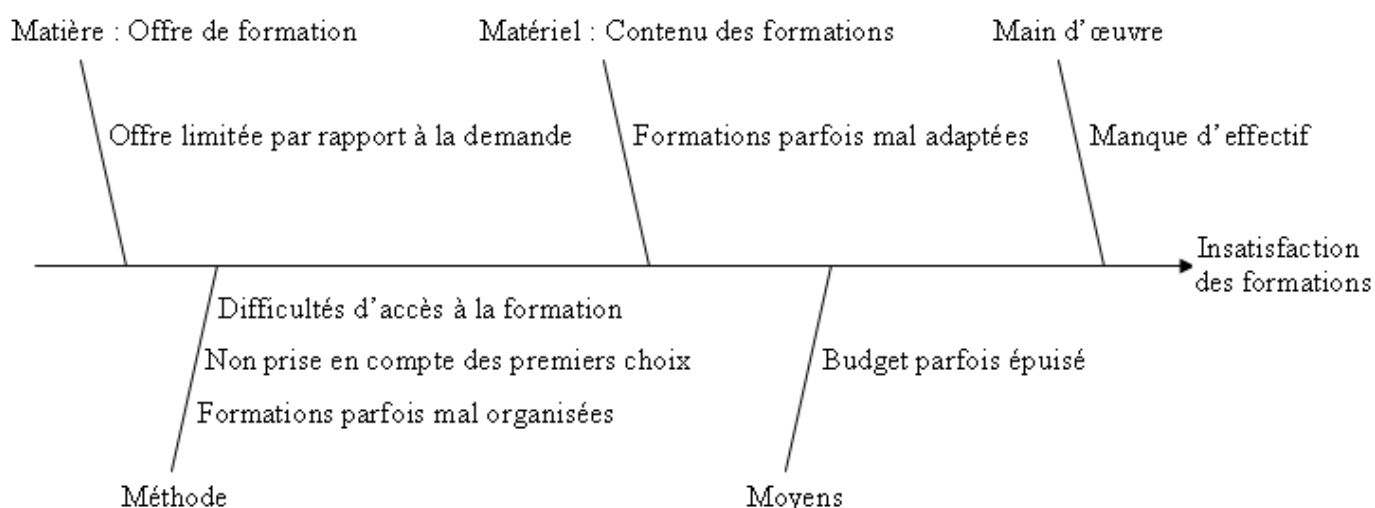 Matière : Offre de formation
Matériel : Contenu des formations
Main d'œuvre
Offre limitée par rapport à la demande
Formations parfois mal adaptées
Manque d'effectif
Insatisfaction
des formations
Difficultés d'accès à la formation
Non prise en compte des premiers choix
Budget parfois épuisé
Formations parfois mal organisées
Méthode
Moyens